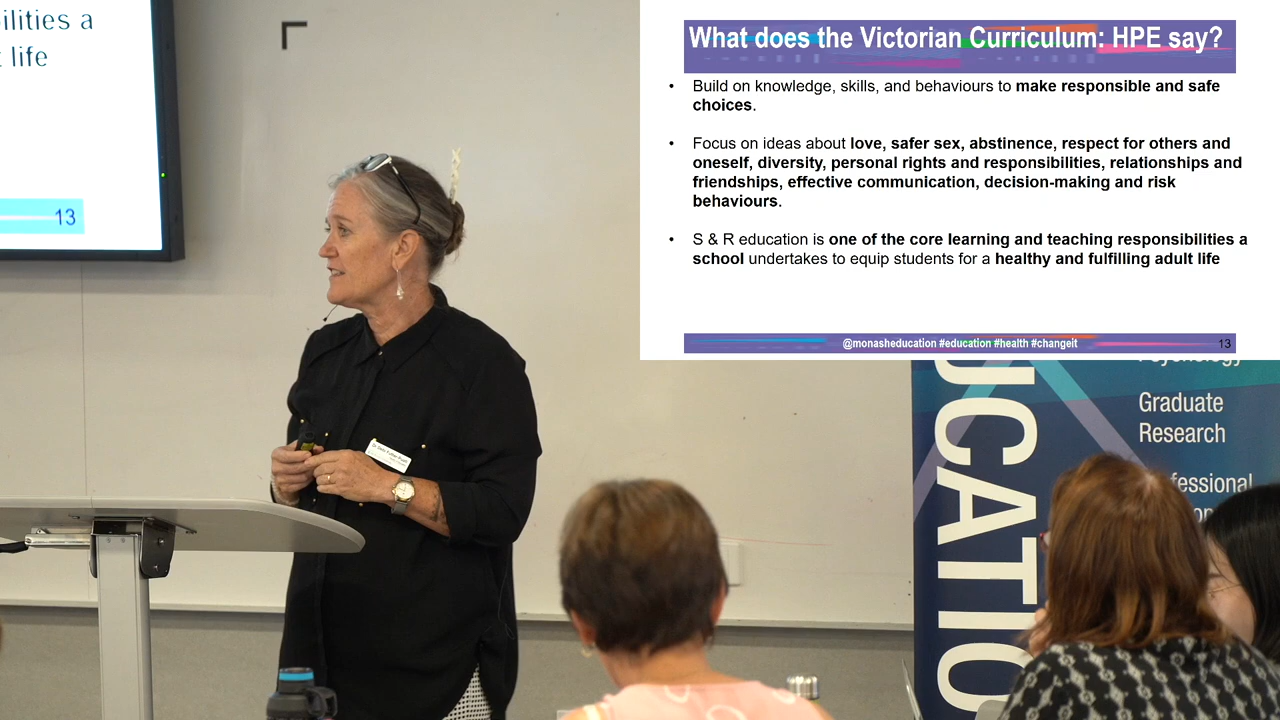 ilities a
life
13
What does the Victorian Curriculum: HPE say?
• Build on knowledge, skills, and behaviours to make responsible and safe
choices.
• Focus on ideas about love, safer sex, abstinence, respect for others and
oneself, diversity, personal rights and responsibilities, relationships and
friendships, effective communication, decision-making and risk
behaviours.
• S & R education is one of the core learning and teaching responsibilities a
school undertakes to equip students for a healthy and fulfilling adult life
@monasheducation #education #health #changeit
13
UCATIO
Graduate
Research